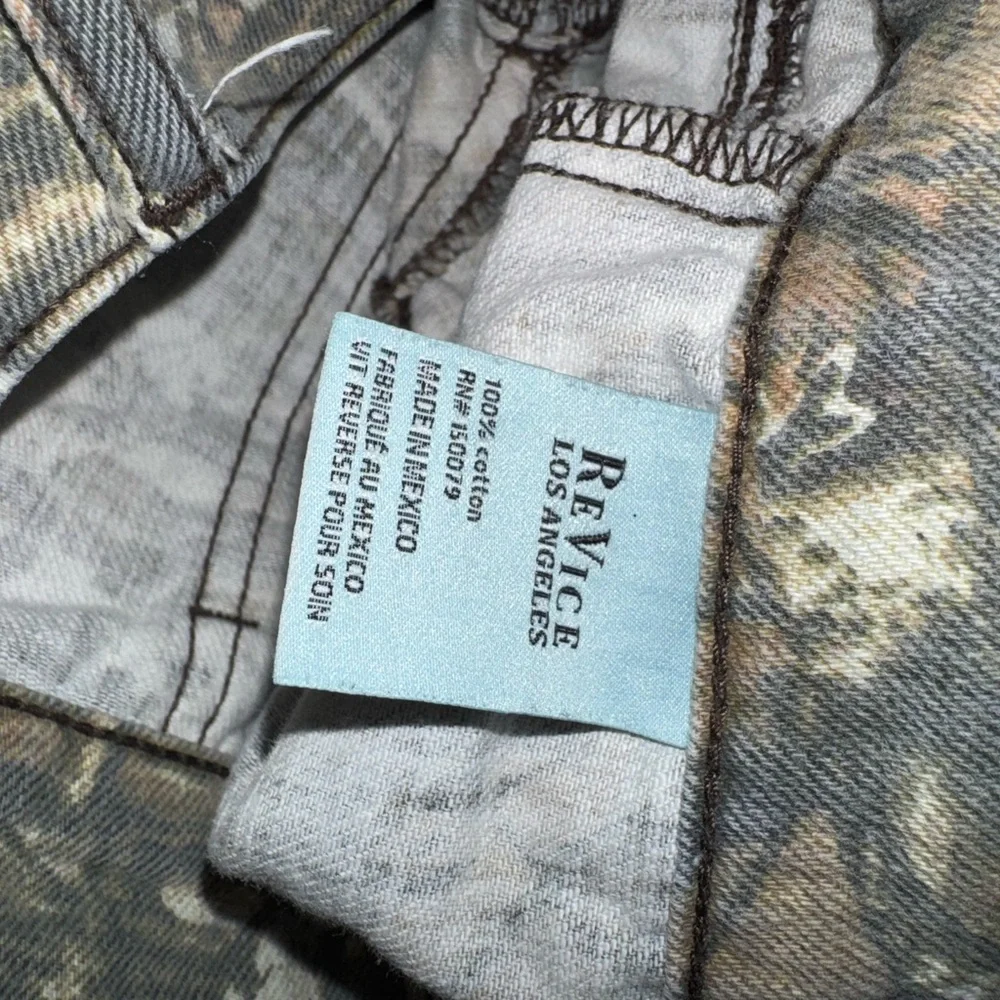 REVICE
LOS ANGELES
100% cotton
RN# 150079
MADE IN MEXICO
FABRIQUÉ AU MEXICO
VIT REVERSE POUR SOIN